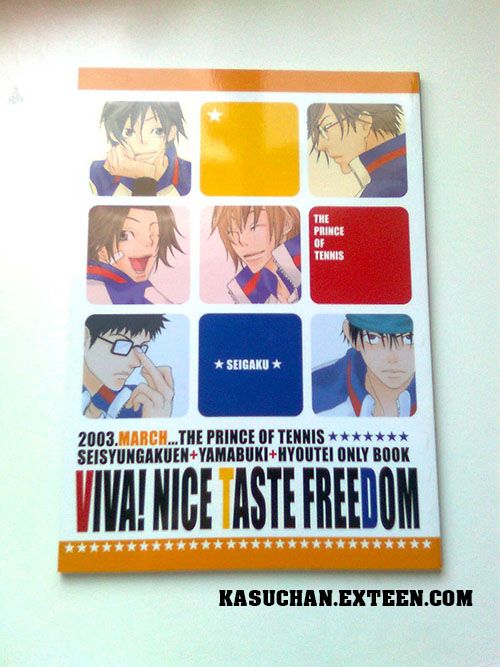 THE
PRINCE
OF
TENNIS
★ SEIGAKU ★
2003.MARCH...THE PRINCE OF TENNIS ★★★★★★★
SEISYUNGAKUEN+YAMABUKI+HYOUTEI ONLY BOOK
VIVA! NICE TASTE FREEDOM
KASUCHAN.EXTEEN.COM